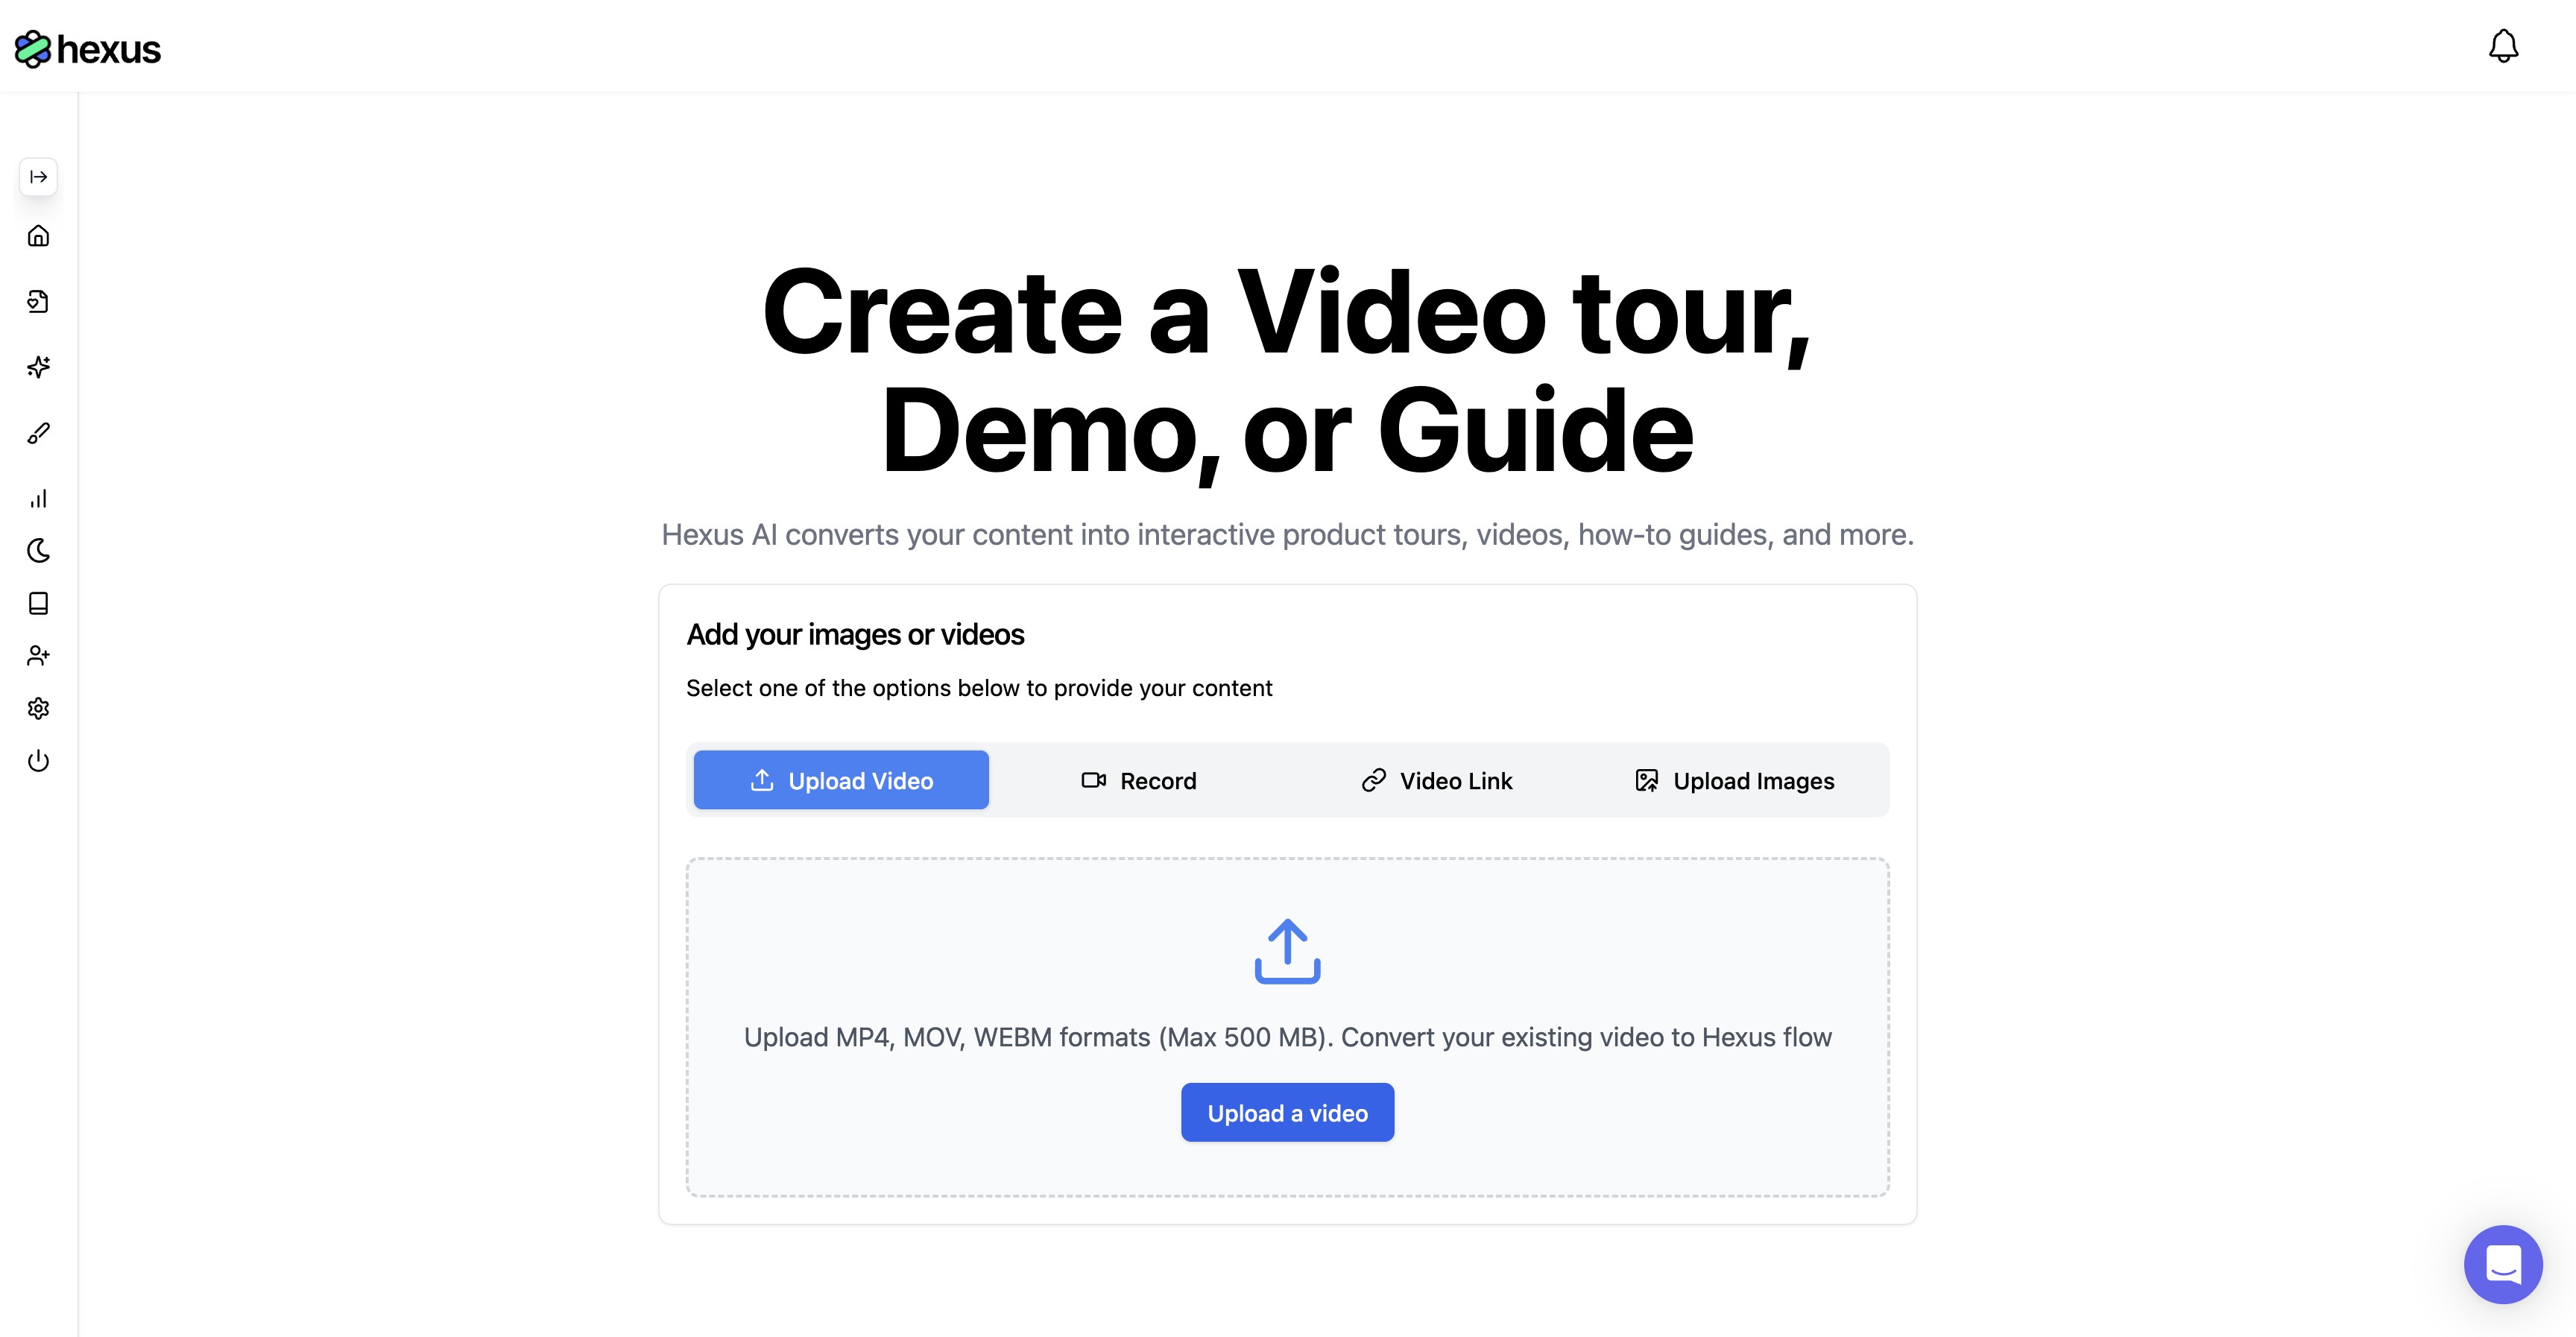 hexus
Create a Video tour,
Demo, or Guide
Hexus AI converts your content into interactive product tours, videos, how-to guides, and more.
Add your images or videos
Select one of the options below to provide your content
Upload Video
Record
Video Link
Upload Images
Upload MP4, MOV, WEBM formats (Max 500 MB). Convert your existing video to Hexus flow
Upload a video